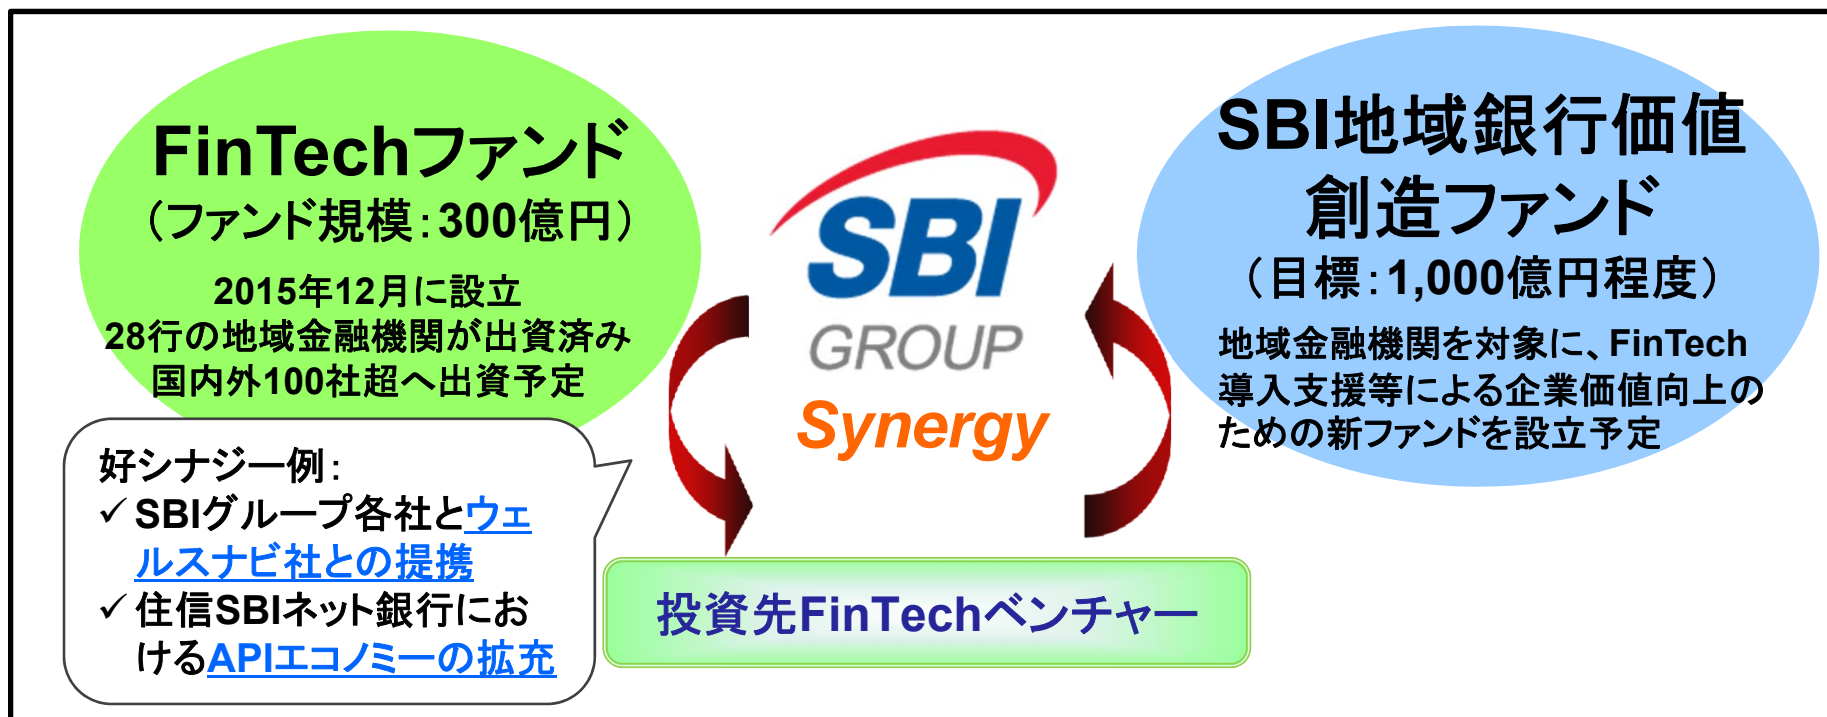 FinTechファンド
（ファンド規模：300億円）
2015年12月に設立
28行の地域金融機関が出資済み
国内外100社超へ出資予定
好シナジー例：
✓SBIグループ各社とウェ
ルスナビ社との提携
✓住信SBIネット銀行にお
けるAPIエコノミーの拡充
SBI
GROUP
Synergy
投資先FinTechベンチャー
SBI地域銀行価値
創造ファンド
（目標：1,000億円程度）
地域金融機関を対象に、FinTech
導入支援等による企業価値向上の
ための新ファンドを設立予定